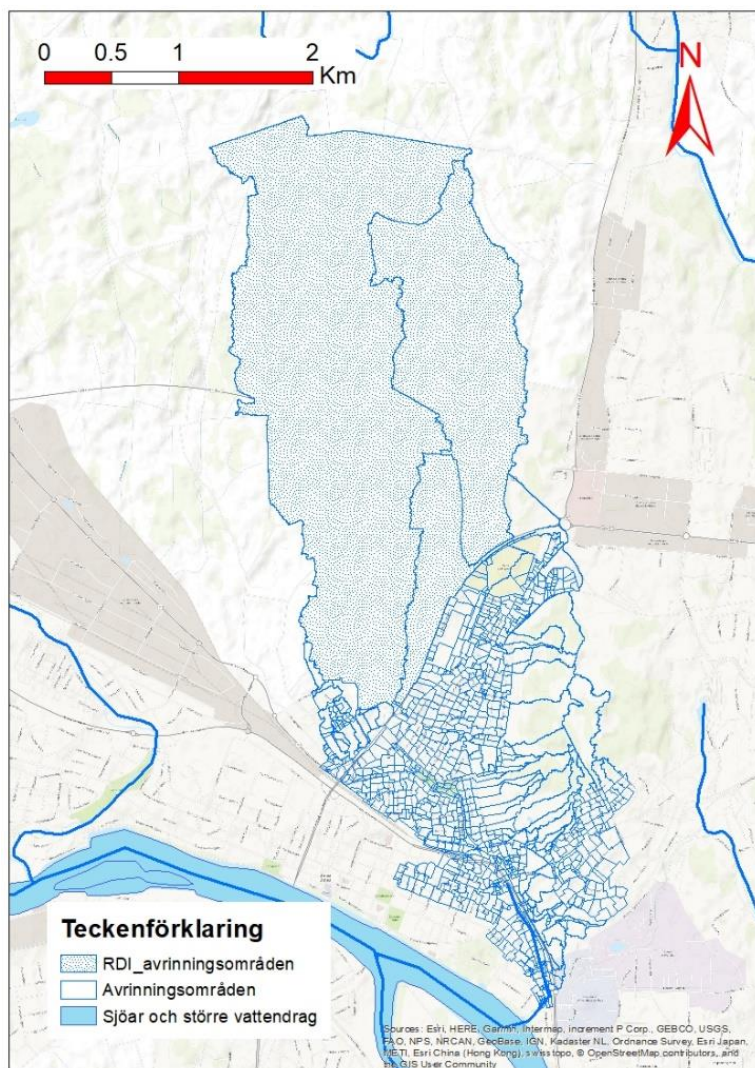 0 0.5 1 2
Km
N
Teckenförklaring
RDI_avrinningsområden
Avrinningsområden
Sjöar och större vattendrag
Sources: Esri, HERE, Garmin, Intermap, increment P Corp., GEBCO, USGS,
FAO, NPS, NRCAN, GeoBase, IGN, Kadaster NL, Ordnance Survey, Esri Japan,
METI, Esri China (Hong Kong), swisstopo, © OpenStreetMap contributors, and
the GIS User Community